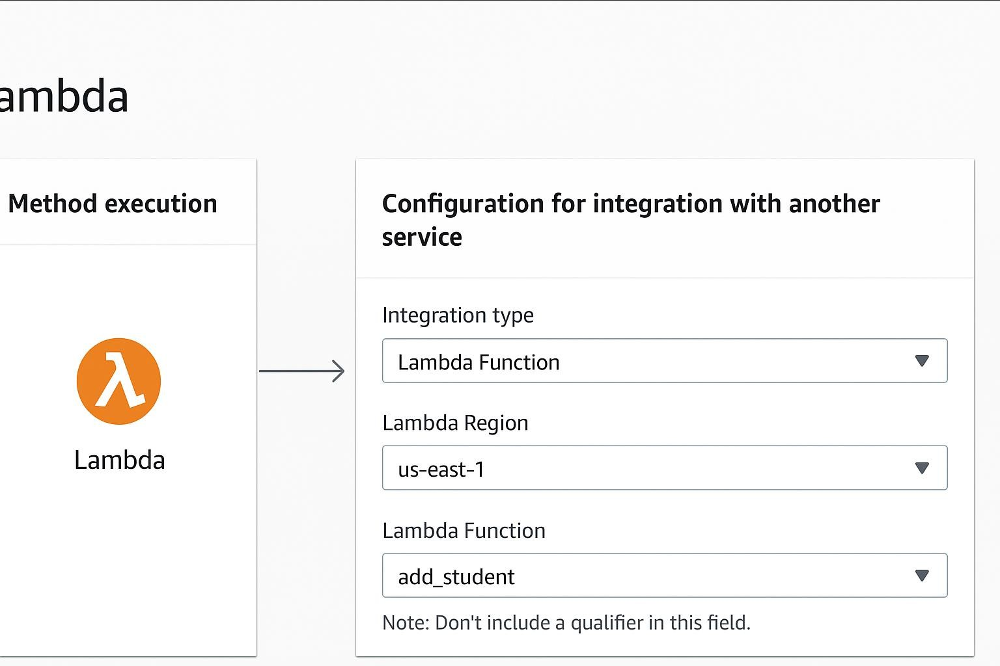 ambda
Method execution
Lambda
Configuration for integration with another
service
Integration type
Lambda Function
Lambda Region
us-east-1
Lambda Function
add_student
Note: Don't include a qualifier in this field.